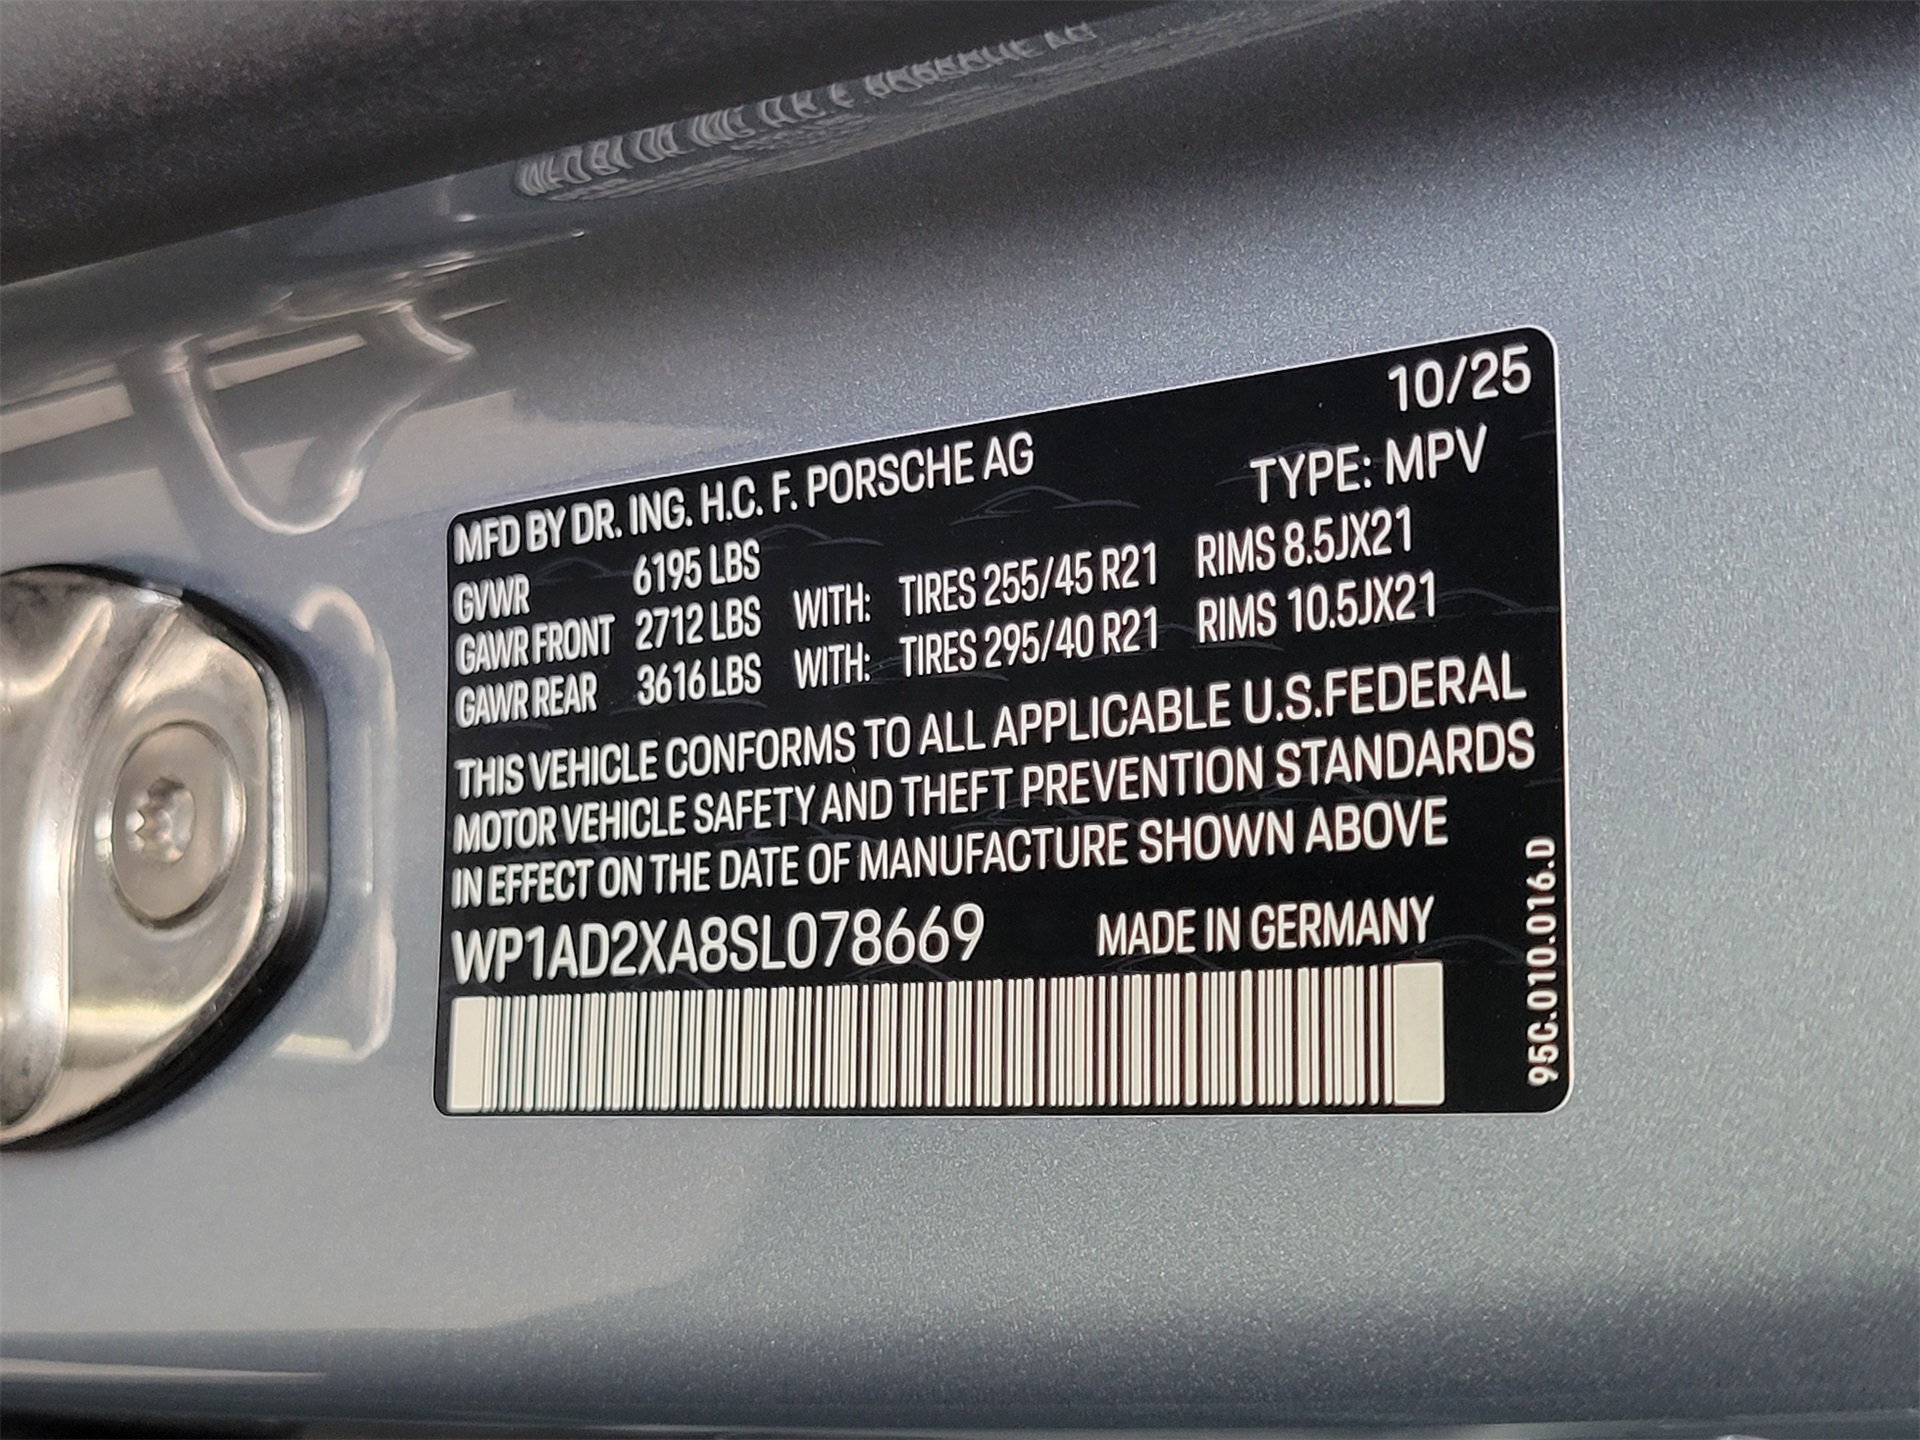 10/25
MFD BY DR. ING. H.C. F. PORSCHE AG
TYPE: MPV
GVWR 6195 LBS
GAWR FRONT 2712 LBS WITH: TIRES 255/45 R21 RIMS 8.5JX21
GAWR REAR 3616 LBS WITH: TIRES 295/40 R21 RIMS 10.5JX21
THIS VEHICLE CONFORMS TO ALL APPLICABLE U.S.FEDERAL
MOTOR VEHICLE SAFETY AND THEFT PREVENTION STANDARDS
IN EFFECT ON THE DATE OF MANUFACTURE SHOWN ABOVE
WP1AD2XA8SL078669 MADE IN GERMANY
95C.010.016.D